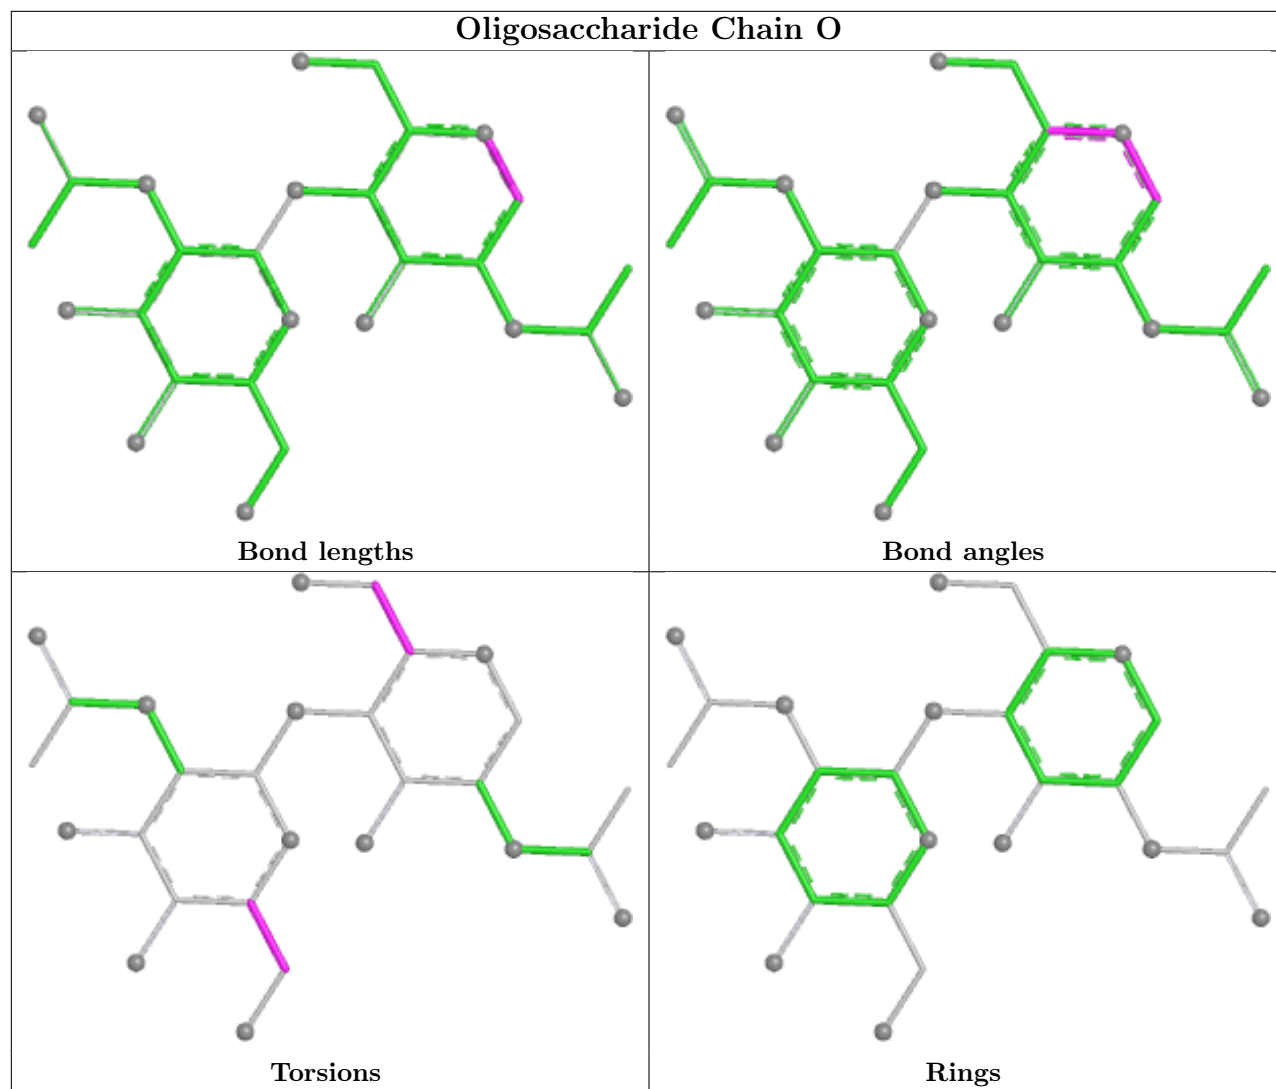 Oligosaccharide Chain O
Bond lengths
Bond angles
Torsions
Rings